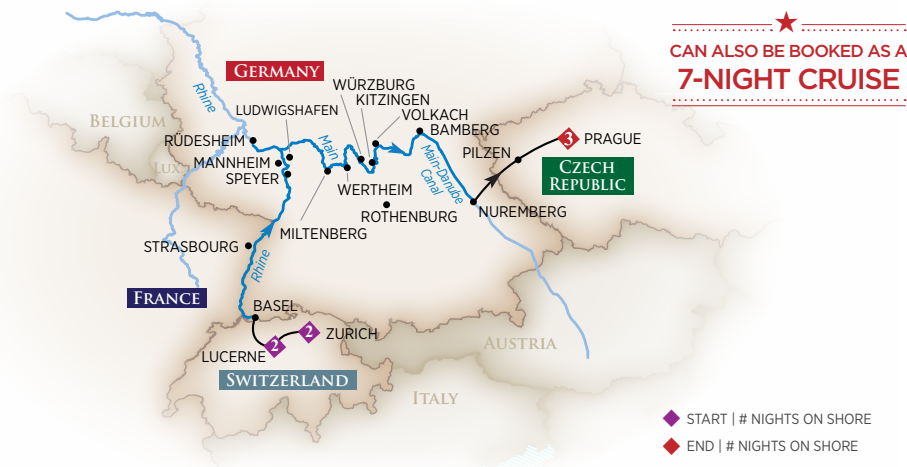 CAN ALSO BE BOOKED AS A
7-NIGHT CRUISE
GERMANY
WÜRZBURG
KITZINGEN
Rhine
LUDWIGSHAFEN
VOLKACH
BELGIUM
BAMBERG
RÜDESHEIM
Main
PRAGUE
3
PILZEN
LUX.
MANNHEIM
SPEYER
Main-Danube
Canal
CZECH
REPUBLIC
WERTHEIM
ROTHENBURG
NUREMBERG
MILTENBERG
STRASBOURG
Rhine
FRANCE
BASEL
2
ZURICH
2
LUCERNE
AUSTRIA
SWITZERLAND
ITALY
START | # NIGHTS ON SHORE
END | # NIGHTS ON SHORE